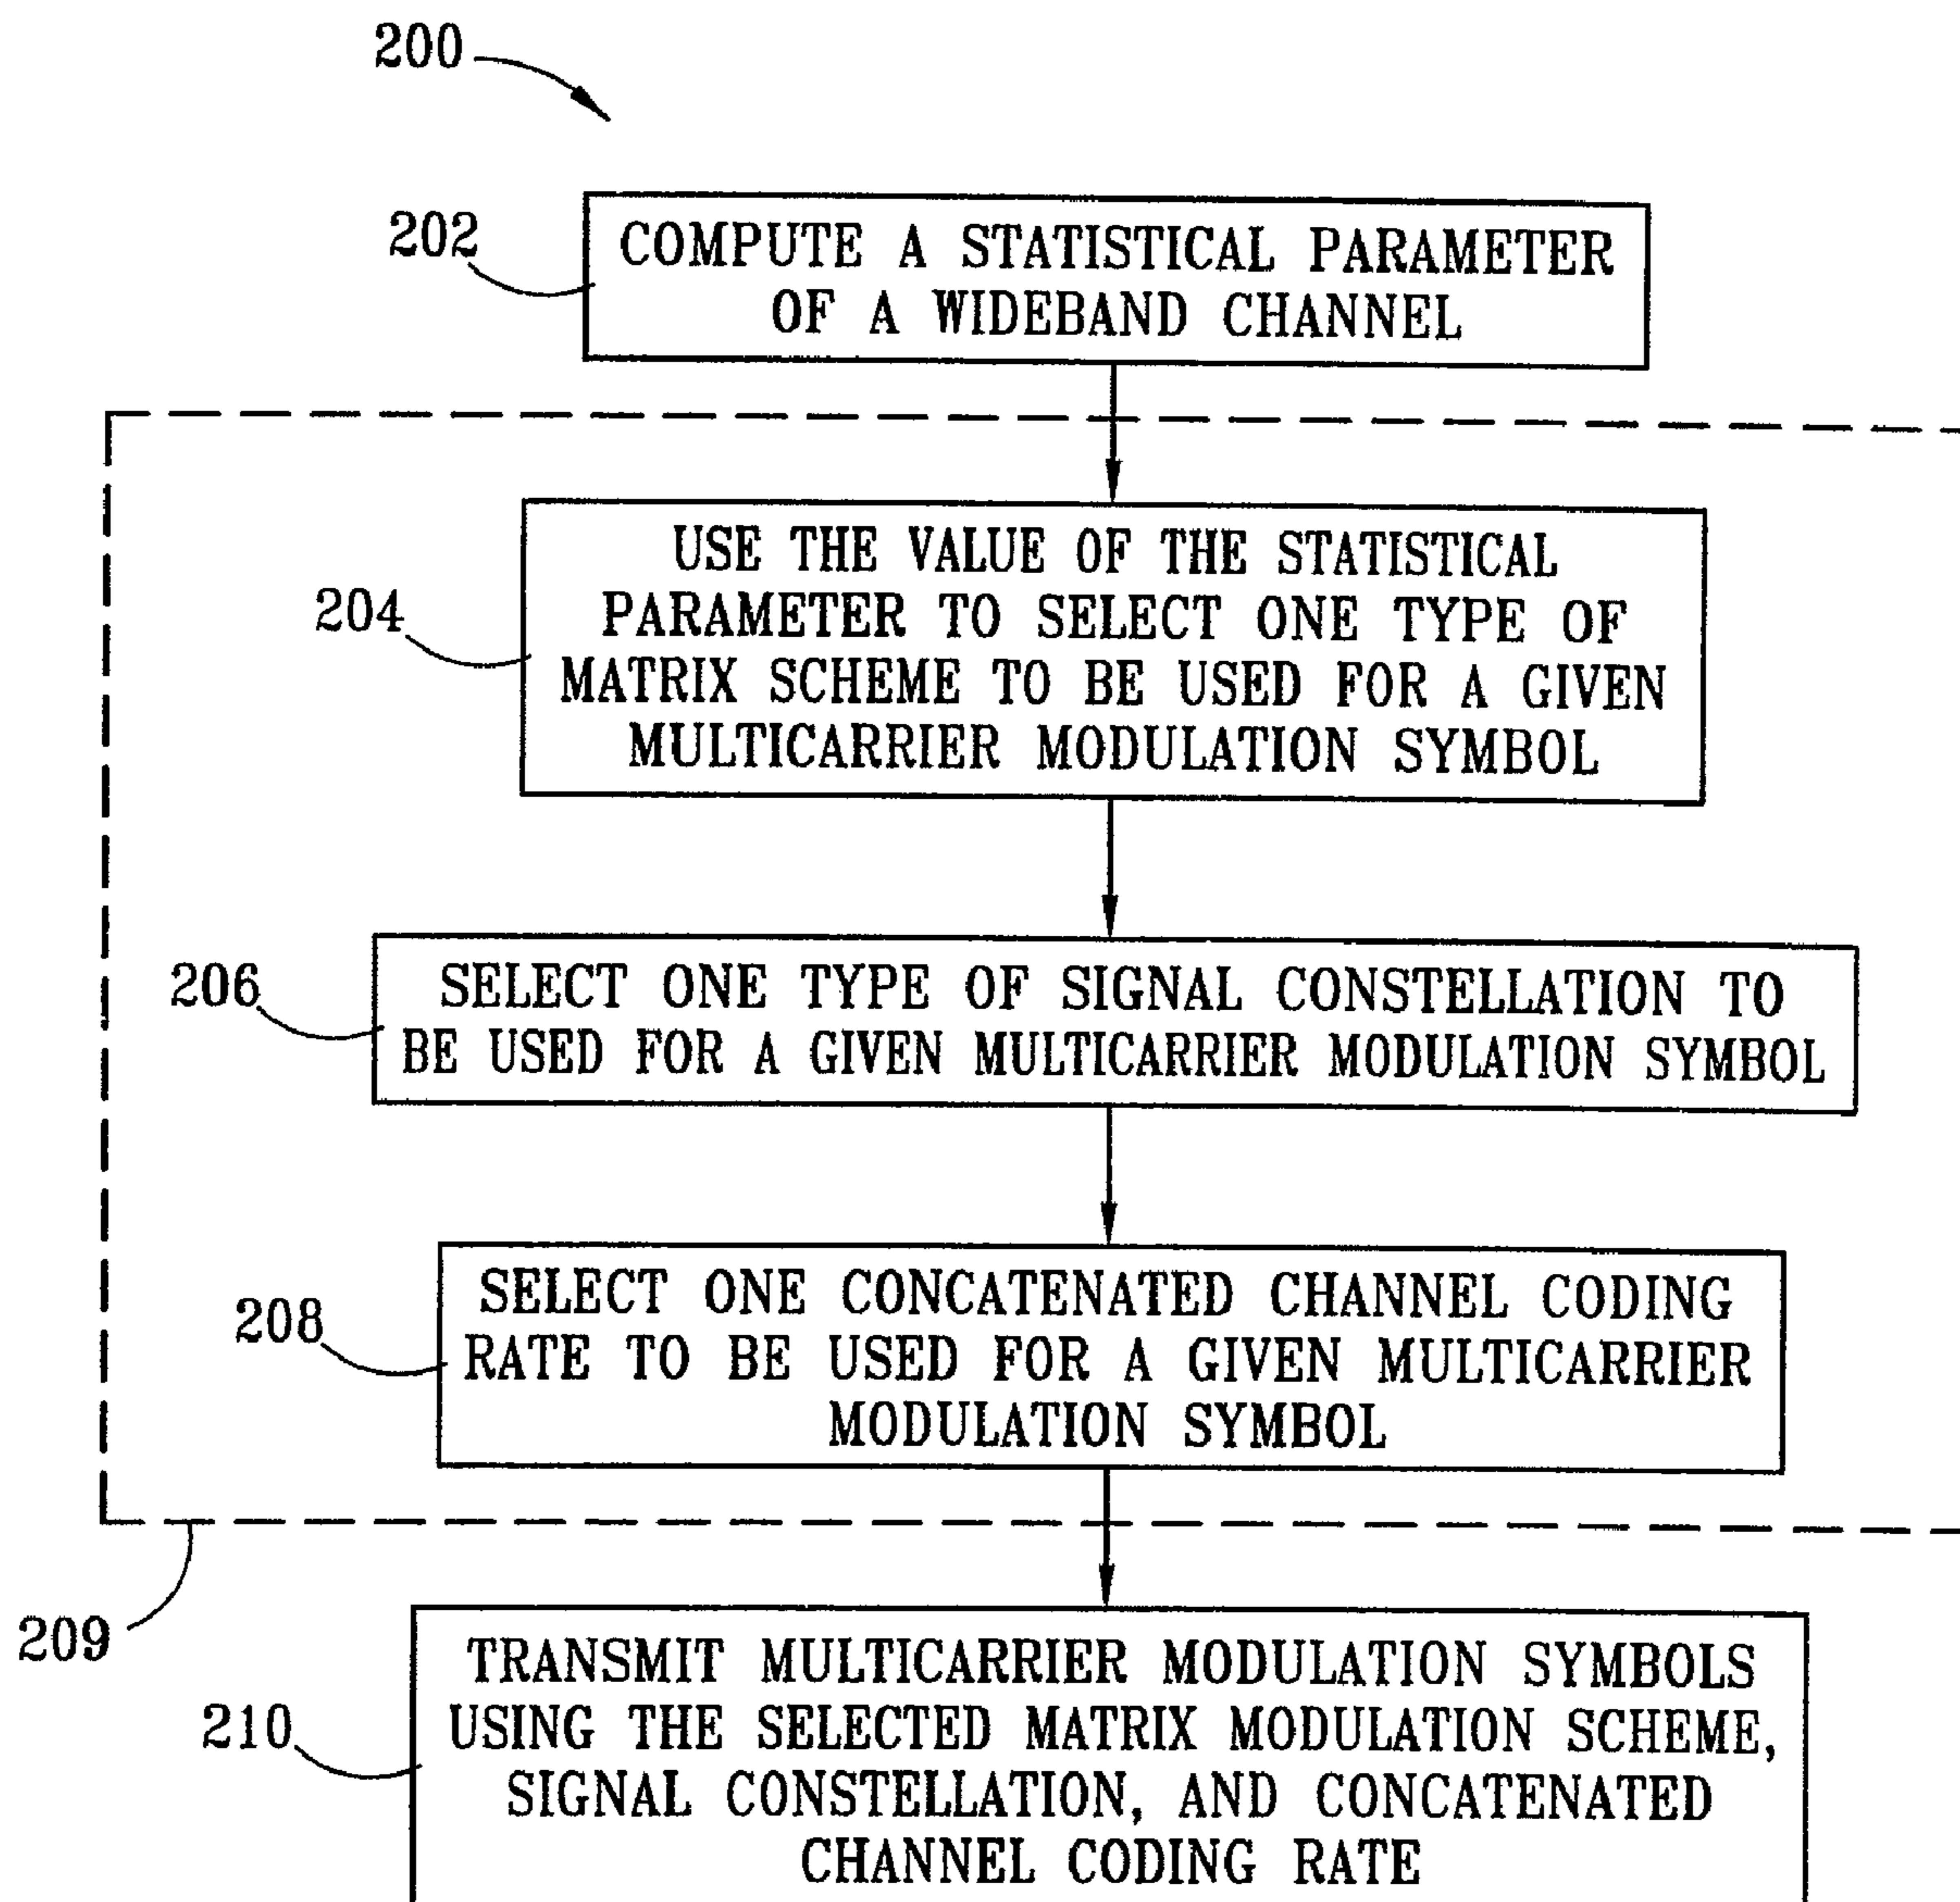 200
202
COMPUTE A STATISTICAL PARAMETER
OF A WIDEBAND CHANNEL
204
USE THE VALUE OF THE STATISTICAL
PARAMETER TO SELECT ONE TYPE OF
MATRIX SCHEME TO BE USED FOR A GIVEN
MULTICARRIER MODULATION SYMBOL
206
SELECT ONE TYPE OF SIGNAL CONSTELLATION TO
BE USED FOR A GIVEN MULTICARRIER MODULATION SYMBOL
208
SELECT ONE CONCATENATED CHANNEL CODING
RATE TO BE USED FOR A GIVEN MULTICARRIER
MODULATION SYMBOL
209
210
TRANSMIT MULTICARRIER MODULATION SYMBOLS
USING THE SELECTED MATRIX MODULATION SCHEME,
SIGNAL CONSTELLATION, AND CONCATENATED
CHANNEL CODING RATE